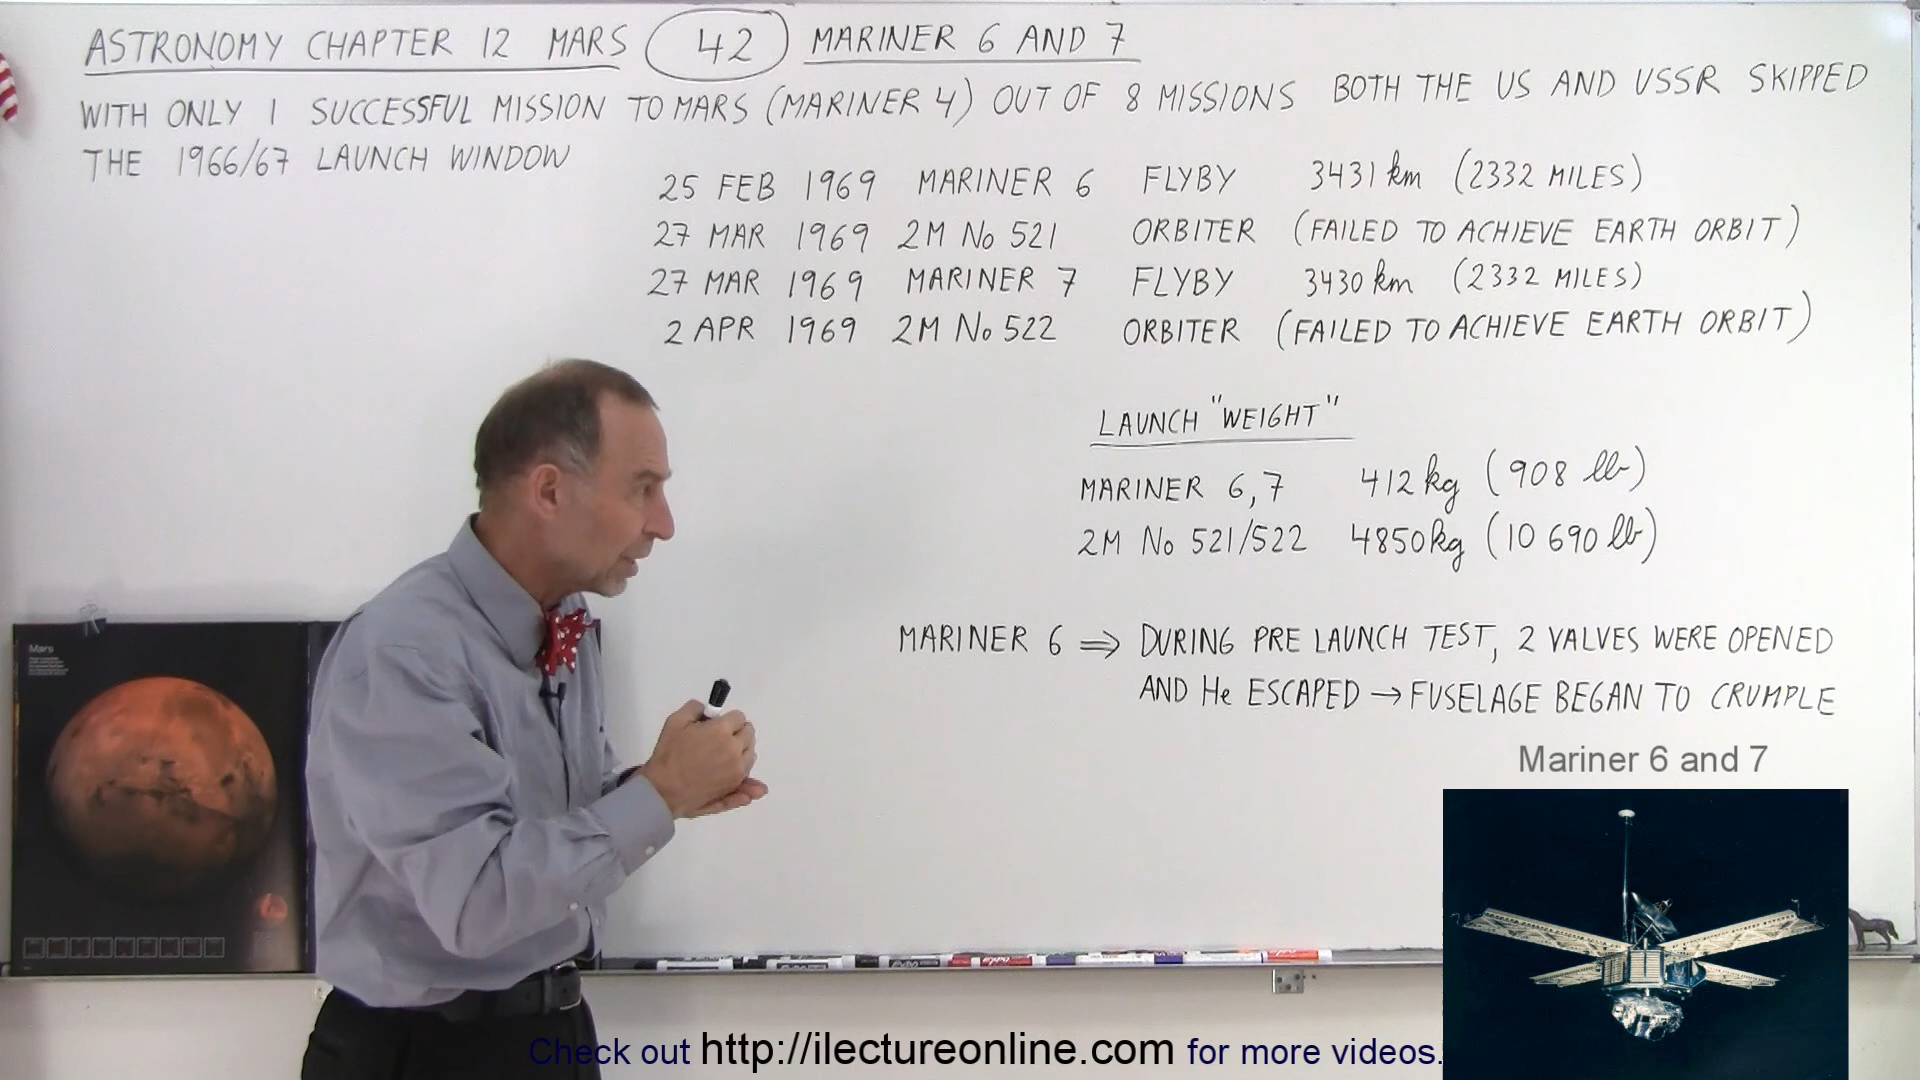 ASTRONOMY CHAPTER 12 MARS 42 MARINER 6 AND 7
WITH ONLY 1 SUCCESSFUL MISSION TO MARS (MARINER 4) OUT OF 8 MISSIONS BOTH THE US AND USSR SKIPPED
THE 1966/67 LAUNCH WINDOW
25 FEB 1969 MARINER 6 FLYBY 3431 km (2332 MILES)
27 MAR 1969 2M No 521 ORBITER (FAILED TO ACHIEVE EARTH ORBIT)
27 MAR 1969 MARINER 7 FLYBY 3430 km (2332 MILES)
2 APR 1969 2M No 522 ORBITER (FAILED TO ACHIEVE EARTH ORBIT)
LAUNCH "WEIGHT"
MARINER 6,7 412 kg (908 lb)
2M No 521/522 4850kg (10 690 lb)
MARINER 6 ⇒ DURING PRE LAUNCH TEST, 2 VALVES WERE OPENED
AND He ESCAPED → FUSELAGE BEGAN TO CRUMPLE
Mars
Mariner 6 and 7
Check out http://ilectureonline.com for more videos.